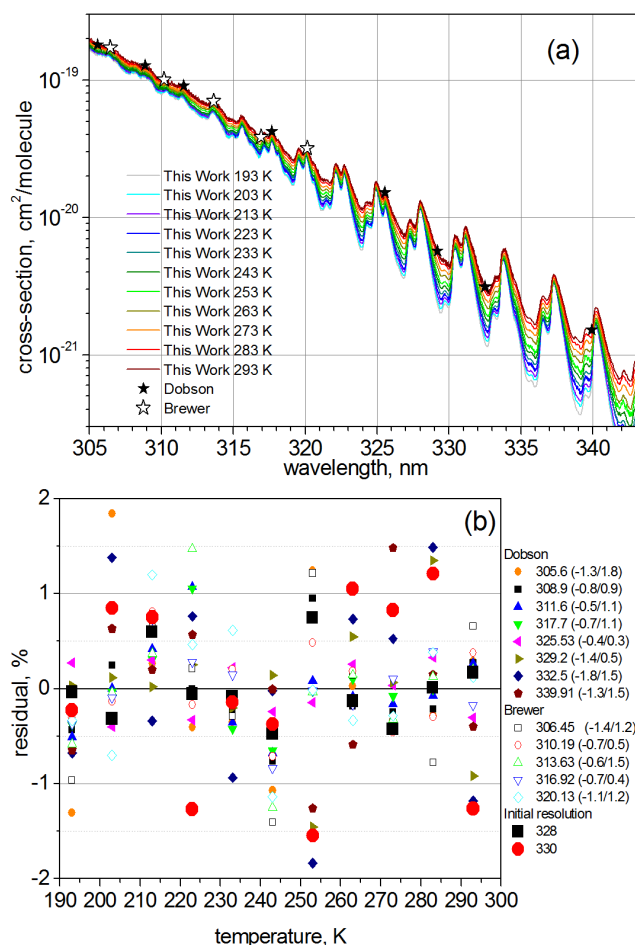 (a)
10⁻¹⁹
10⁻²⁰
10⁻²¹
cross-section, cm²/molecule
This Work 193 K
This Work 203 K
This Work 213 K
This Work 223 K
This Work 233 K
This Work 243 K
This Work 253 K
This Work 263 K
This Work 273 K
This Work 283 K
This Work 293 K
Dobson
Brewer
305 310 315 320 325 330 335 340
wavelength, nm
(b)
2
1
0
-1
-2
residual, %
190 200 210 220 230 240 250 260 270 280 290 300
temperature, K
Dobson
305.6 (-1.3/1.8)
308.9 (-0.8/0.9)
311.6 (-0.5/1.1)
317.7 (-0.7/1.1)
325.53 (-0.4/0.3)
329.2 (-1.4/0.5)
332.5 (-1.8/1.5)
339.91 (-1.3/1.5)
Brewer
306.45 (-1.4/1.2)
310.19 (-0.7/0.5)
313.63 (-0.6/1.5)
316.92 (-0.7/0.4)
320.13 (-1.1/1.2)
Initial resolution
328
330